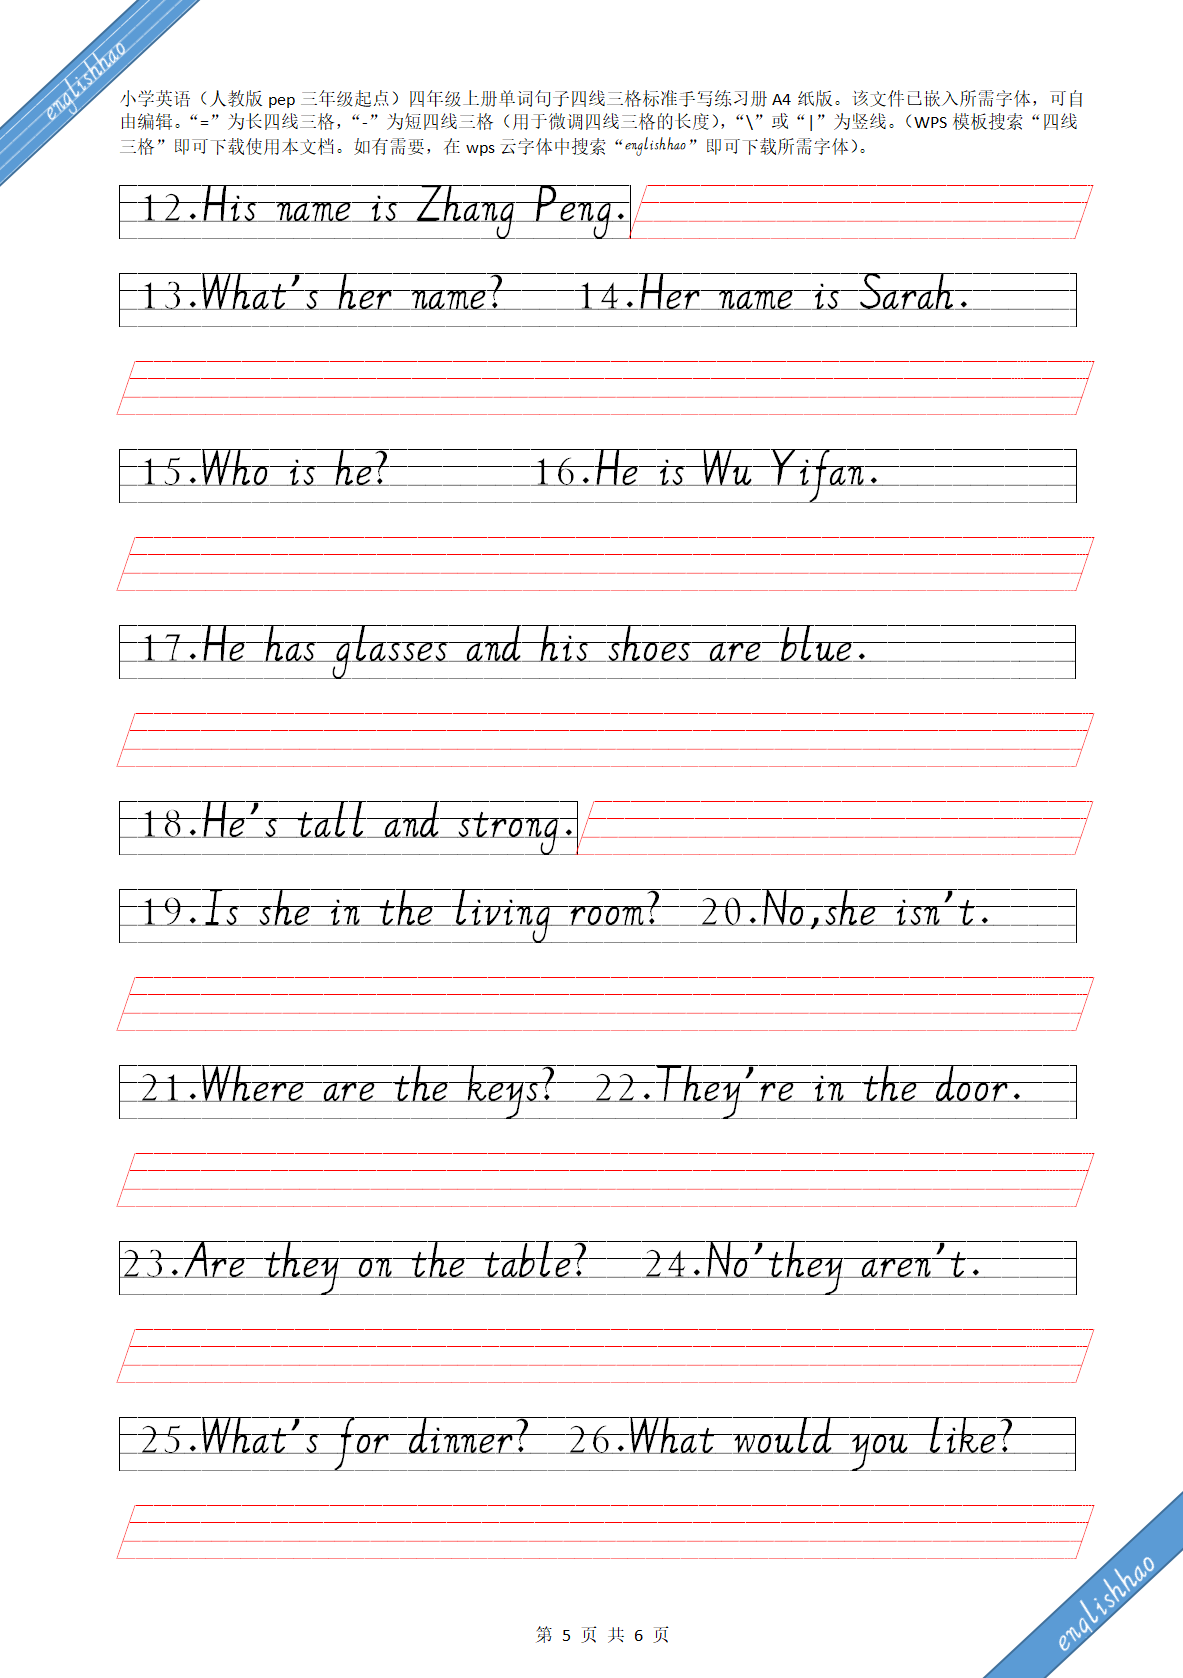 englishhao
小学英语（人教版 pep 三年级起点）四年级上册单词句子四线三格标准手写练习册 A4 纸版。该文件已嵌入所需字体，可自
由编辑。“=”为长四线三格，“-”为短四线三格（用于微调四线三格的长度），“\”或“|”为竖线。（WPS 模板搜索“四线
三格”即可下载使用本文档。如有需要，在 wps 云字体中搜索“englishhao”即可下载所需字体）。
12.His name is Zhang Peng.
13.What's her name? 14.Her name is Sarah.
15.Who is he? 16.He is Wu Yifan.
17.He has glasses and his shoes are blue.
18.He's tall and strong.
19.Is she in the living room? 20.No,she isn't.
21.Where are the keys? 22.They're in the door.
23.Are they on the table? 24.No'they aren't.
25.What's for dinner? 26.What would you like?
englishhao
第 5 页 共 6 页